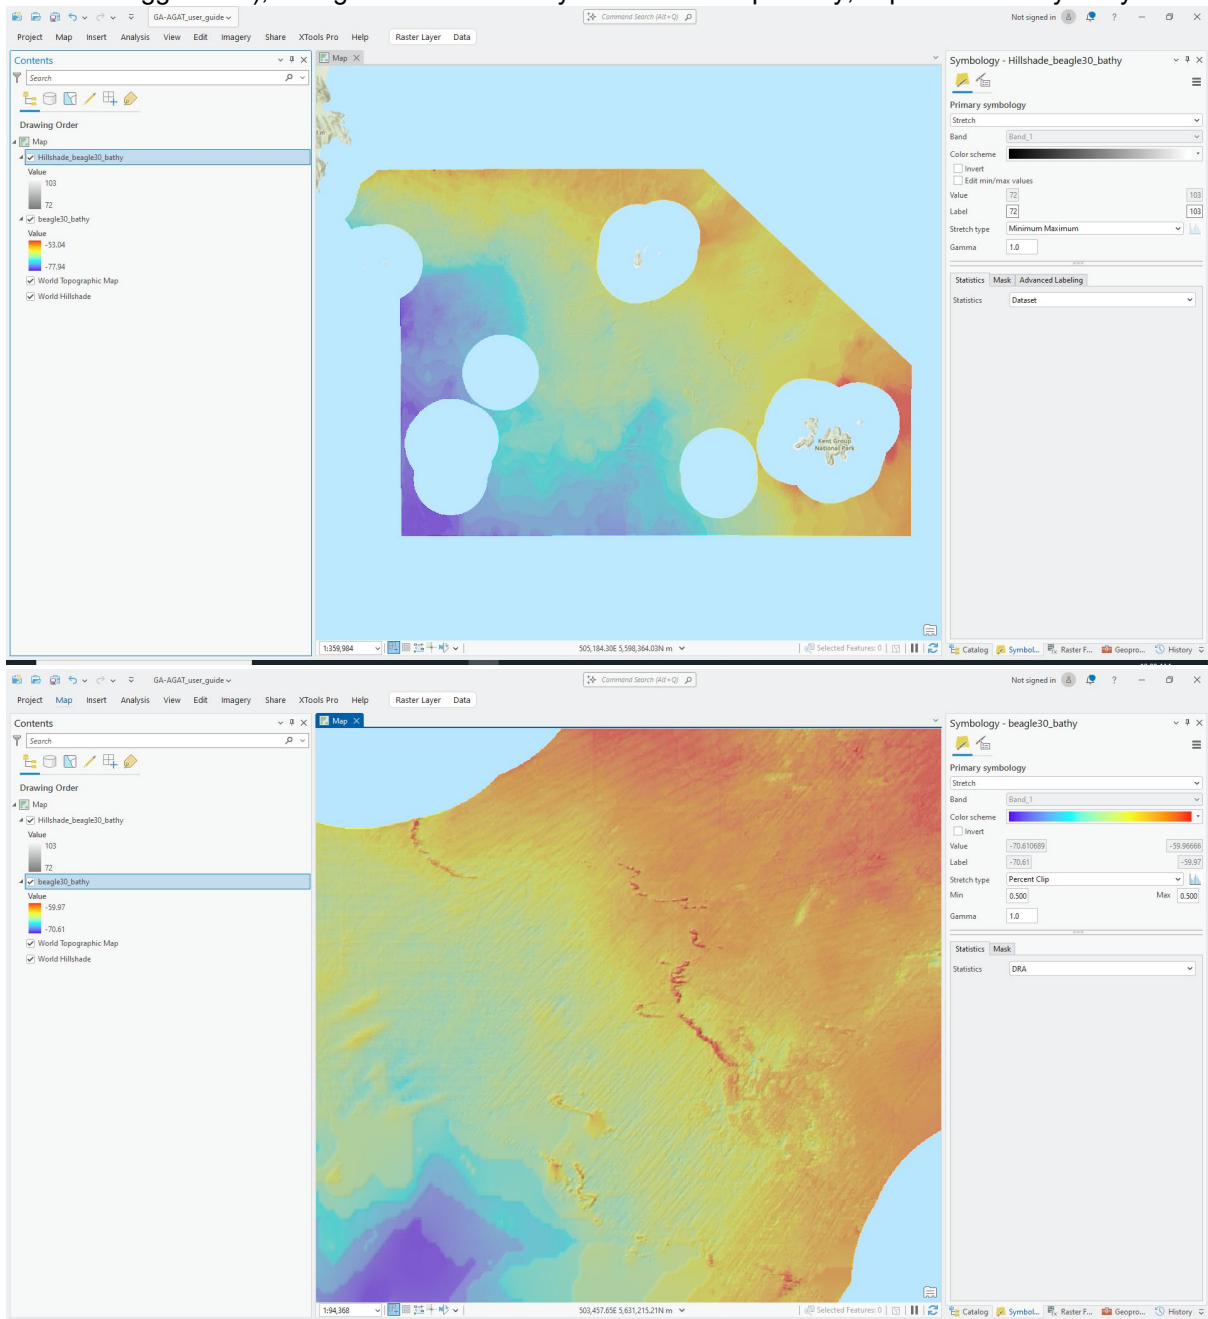 GA-AGAT_user_guide
Command Search (Alt+Q)
Not signed in
?
Project Map Insert Analysis View Edit Imagery Share XTools Pro Help Raster Layer Data
Contents
Search
Drawing Order
Map
Hillshade_beagle30_bathy
Value
103
72
beagle30_bathy
Value
-53.04
-77.94
World Topographic Map
World Hillshade
Map
Kent Group
National Park
1:359,984
505,184.30E 5,598,364.03N m
Selected Features: 0
Symbology - Hillshade_beagle30_bathy
Primary symbology
Stretch
Band Band_1
Color scheme
Invert
Edit min/max values
Value 72 103
Label 72 103
Stretch type Minimum Maximum
Gamma 1.0
Statistics Mask Advanced Labeling
Statistics Dataset
Catalog Symbol... Raster F... Geopro... History
GA-AGAT_user_guide
Command Search (Alt+Q)
Not signed in
?
Project Map Insert Analysis View Edit Imagery Share XTools Pro Help Raster Layer Data
Contents
Search
Drawing Order
Map
Hillshade_beagle30_bathy
Value
103
72
beagle30_bathy
Value
-59.97
-70.61
World Topographic Map
World Hillshade
Map
1:94,368
503,457.65E 5,631,215.21N m
Selected Features: 0
Symbology - beagle30_bathy
Primary symbology
Stretch
Band Band_1
Color scheme
Invert
Value -70.610689 -59.96666
Label -70.61 -59.97
Stretch type Percent Clip
Min 0.500 Max 0.500
Gamma 1.0
Statistics Mask
Statistics DRA
Catalog Symbol... Raster F... Geopro... History